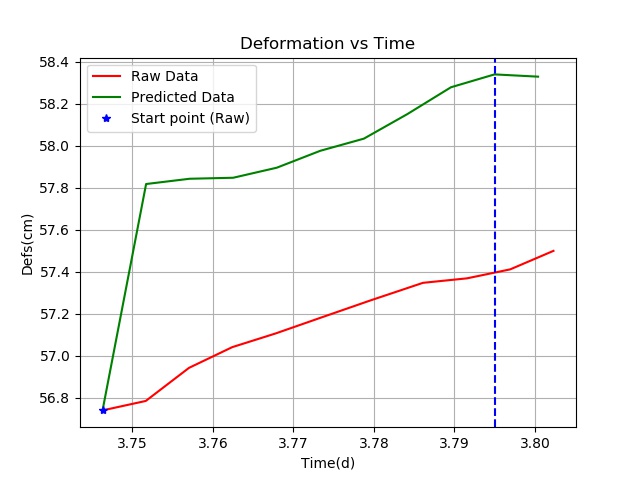 Deformation vs Time
Raw Data
Predicted Data
Start point (Raw)
58.4
58.2
58.0
57.8
57.6
57.4
57.2
57.0
56.8
Defs(cm)
3.75 3.76 3.77 3.78 3.79 3.80
Time(d)